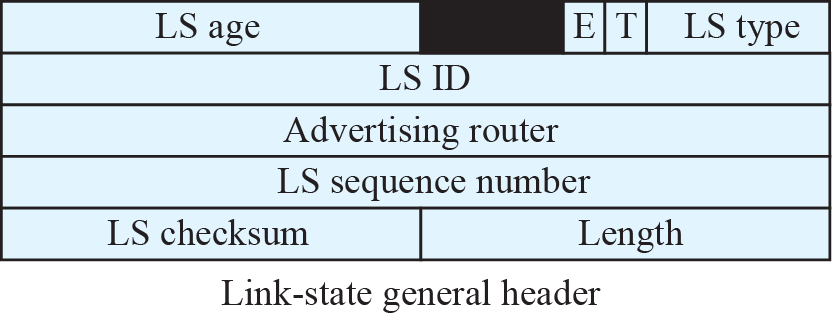 LS age E T LS type
LS ID
Advertising router
LS sequence number
LS checksum Length
Link-state general header